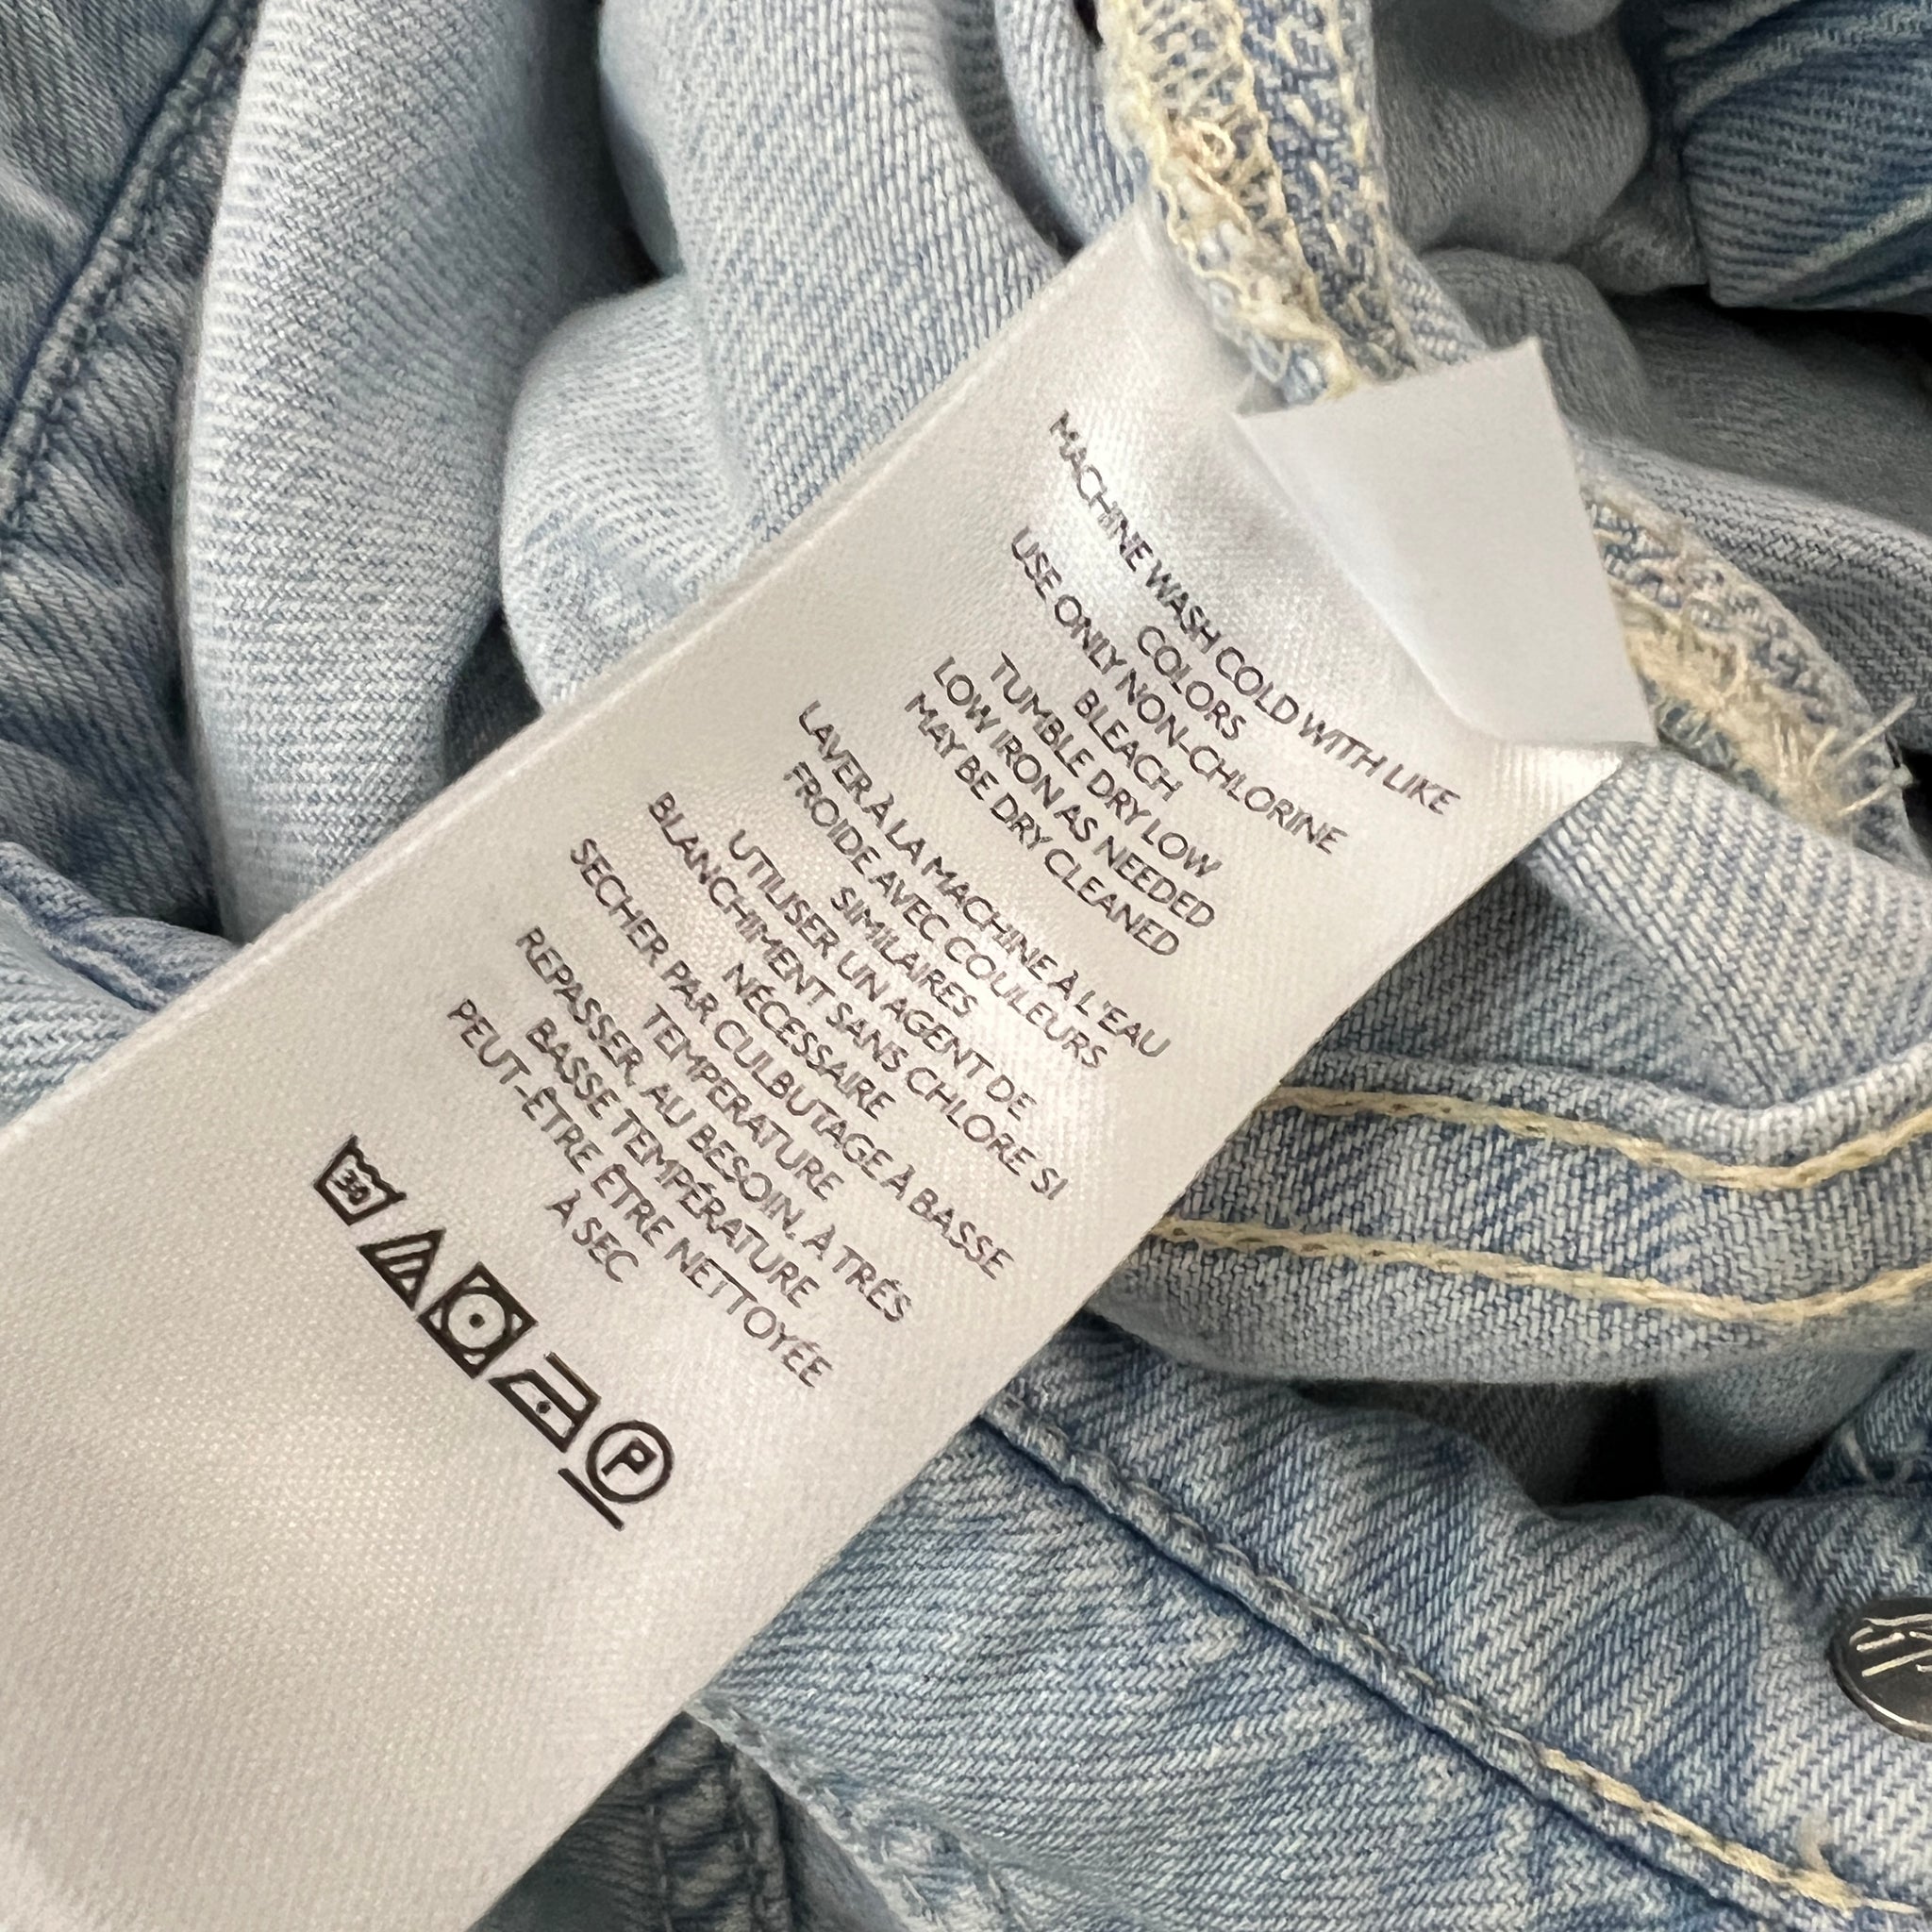 MACHINE WASH COLD WITH LIKE
COLORS
USE ONLY NON-CHLORINE
BLEACH
TUMBLE DRY LOW
LOW IRON AS NEEDED
MAY BE DRY CLEANED
LAVER À LA MACHINE À L'EAU
FROIDE AVEC COULEURS
SIMILAIRES
UTILISER UN AGENT DE
BLANCHIMENT SANS CHLORE SI
NÉCESSAIRE
SECHER PAR CULBUTAGE À BASSE
TEMPERATURE
REPASSER, AU BESOIN, A TRÉS
BASSE TEMPÉRATURE
PEUT-ÊTRE ÊTRE NETTOYÉE
À SEC
30 P